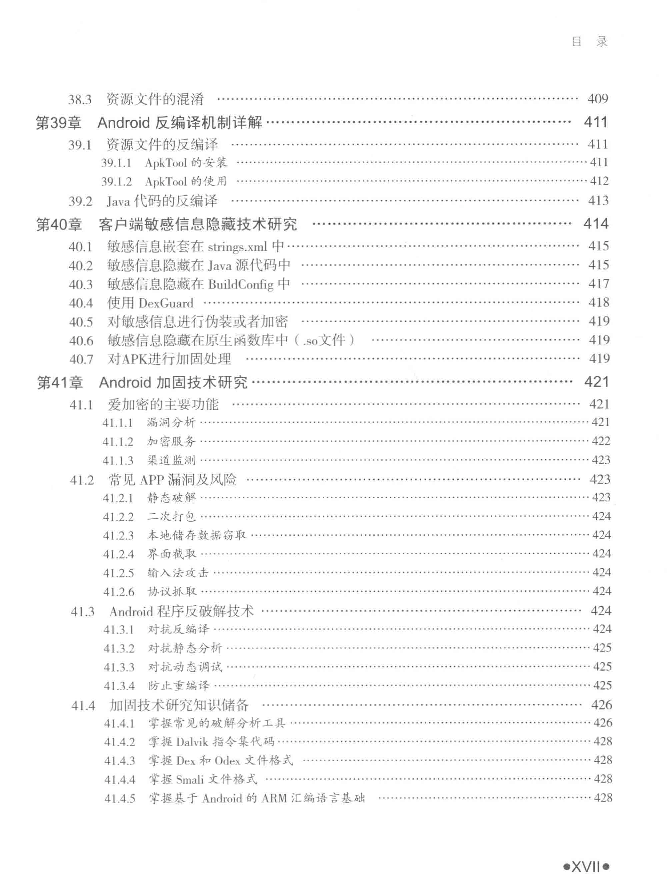 目 录
38.3 资源文件的混淆 ………… 409
第39章 Android 反编译机制详解 ………… 411
39.1 资源文件的反编译 ………… 411
39.1.1 ApkTool 的安装 ………… 411
39.1.2 ApkTool 的使用 ………… 412
39.2 Java 代码的反编译 ………… 413
第40章 客户端敏感信息隐藏技术研究 ………… 414
40.1 敏感信息嵌套在 strings.xml 中 ………… 415
40.2 敏感信息隐藏在 Java 源代码中 ………… 415
40.3 敏感信息隐藏在 BuildConfig 中 ………… 417
40.4 使用 DexGuard ………… 418
40.5 对敏感信息进行伪装或者加密 ………… 419
40.6 敏感信息隐藏在原生函数库中（.so文件） ………… 419
40.7 对APK进行加固处理 ………… 419
第41章 Android 加固技术研究 ………… 421
41.1 爱加密的主要功能 ………… 421
41.1.1 漏洞分析 ………… 421
41.1.2 加密服务 ………… 422
41.1.3 渠道监测 ………… 423
41.2 常见 APP 漏洞及风险 ………… 423
41.2.1 静态破解 ………… 423
41.2.2 二次打包 ………… 424
41.2.3 本地储存数据窃取 ………… 424
41.2.4 界面截取 ………… 424
41.2.5 输入法攻击 ………… 424
41.2.6 协议抓取 ………… 424
41.3 Android 程序反破解技术 ………… 424
41.3.1 对抗反编译 ………… 424
41.3.2 对抗静态分析 ………… 425
41.3.3 对抗动态调试 ………… 425
41.3.4 防止重编译 ………… 425
41.4 加固技术研究知识储备 ………… 426
41.4.1 掌握常见的破解分析工具 ………… 426
41.4.2 掌握 Dalvik 指令集代码 ………… 428
41.4.3 掌握 Dex 和 Odex 文件格式 ………… 428
41.4.4 掌握 Smali 文件格式 ………… 428
41.4.5 掌握基于 Android 的 ARM 汇编语言基础 ………… 428
●XVII●